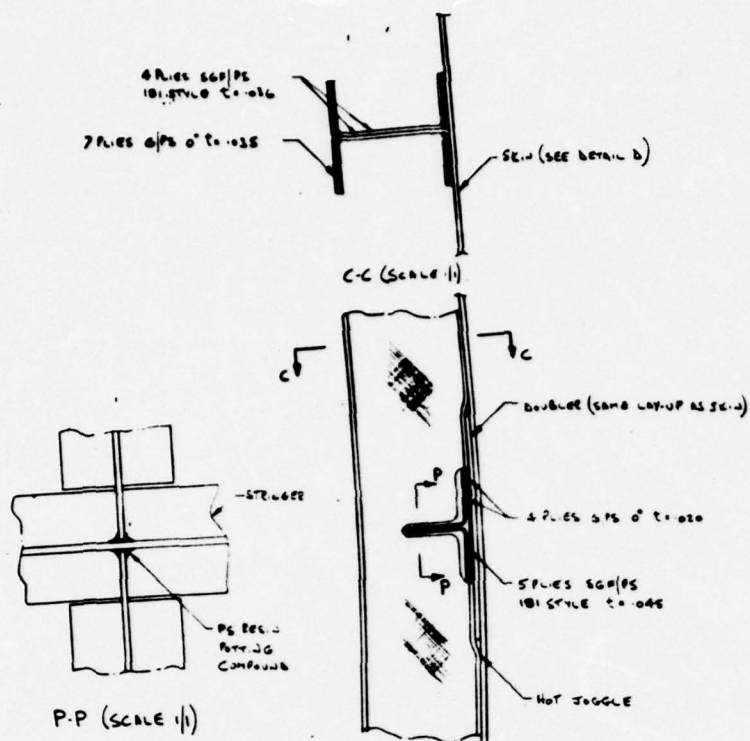 4 PLIES SGF/PS
181 STYLE t=.036
7 PLIES G/PS 0° t=.035
SKIN (SEE DETAIL D)
C-C (SCALE 1/1)
C
C
DOUBLER (SAME LAY-UP AS SKIN)
P
STRINGER
4 PLIES G/PS 0° t=.020
P
5 PLIES SGF/PS
181 STYLE t=.045
PS RESIN
POTTING
COMPOUND
HOT JOGGLE
P-P (SCALE 1/1)